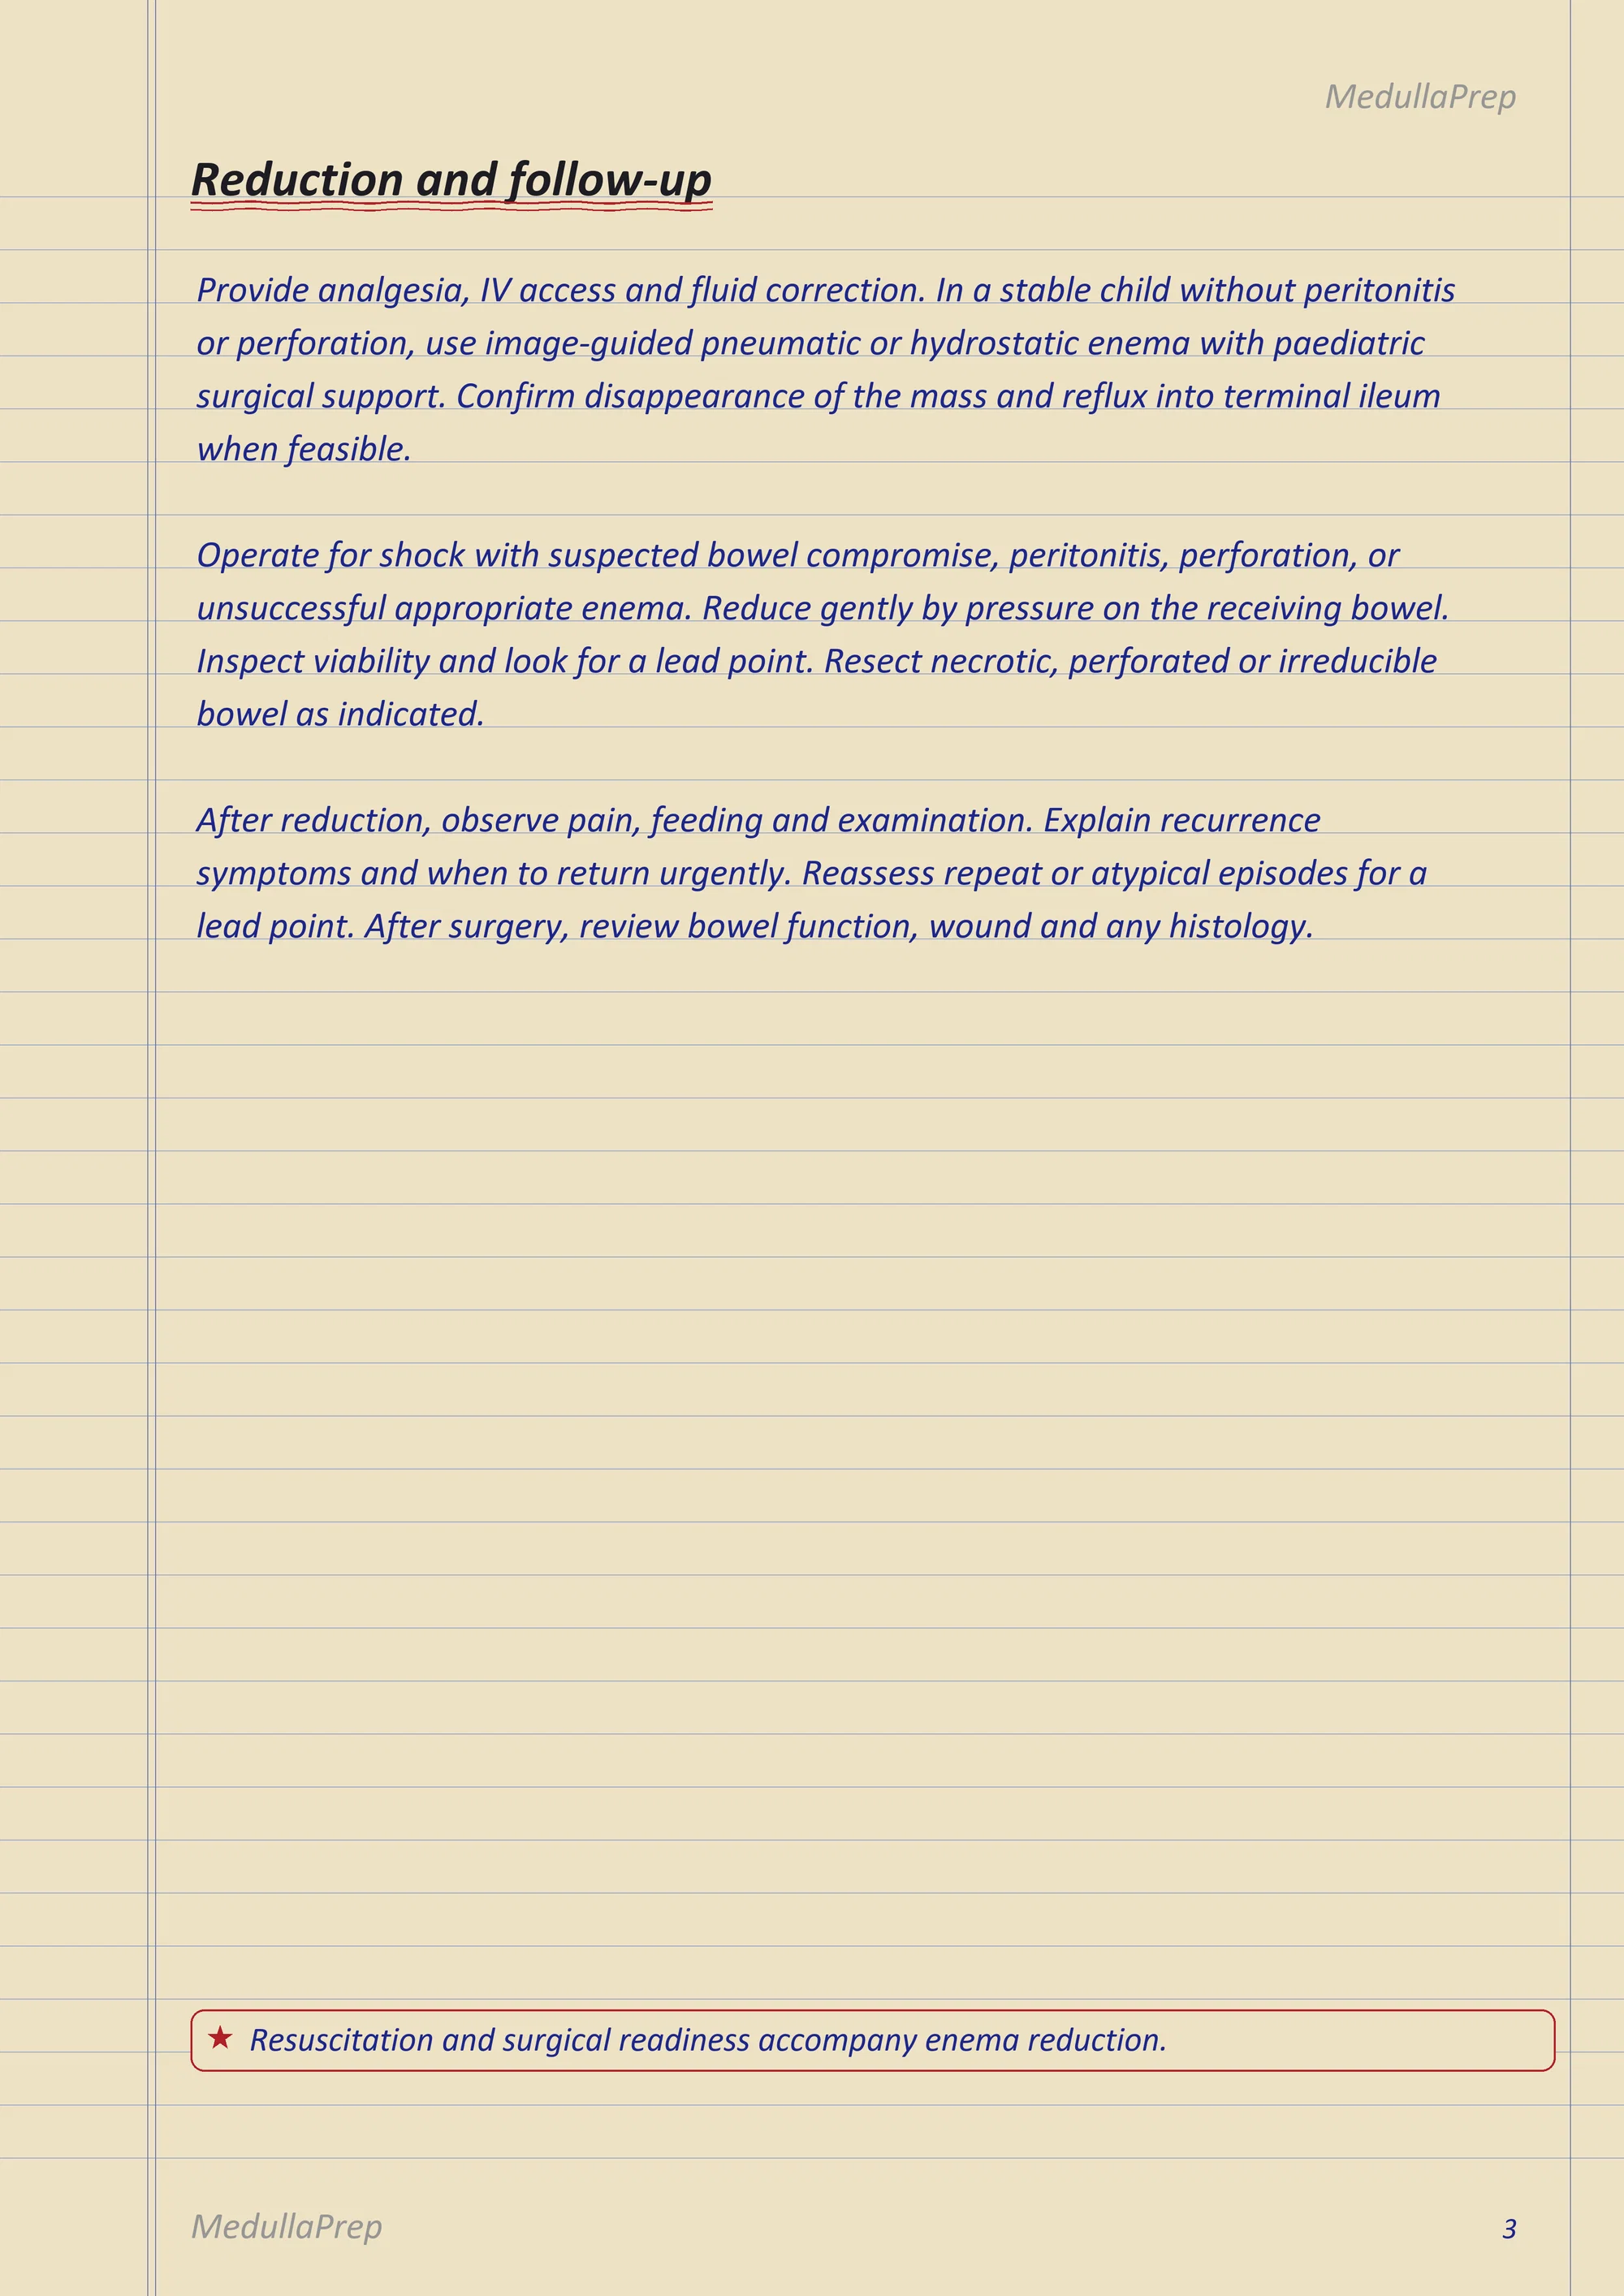 MedullaPrep
Reduction and follow-up
Provide analgesia, IV access and fluid correction. In a stable child without peritonitis
or perforation, use image-guided pneumatic or hydrostatic enema with paediatric
surgical support. Confirm disappearance of the mass and reflux into terminal ileum
when feasible.
Operate for shock with suspected bowel compromise, peritonitis, perforation, or
unsuccessful appropriate enema. Reduce gently by pressure on the receiving bowel.
Inspect viability and look for a lead point. Resect necrotic, perforated or irreducible
bowel as indicated.
After reduction, observe pain, feeding and examination. Explain recurrence
symptoms and when to return urgently. Reassess repeat or atypical episodes for a
lead point. After surgery, review bowel function, wound and any histology.
★ Resuscitation and surgical readiness accompany enema reduction.
MedullaPrep
3